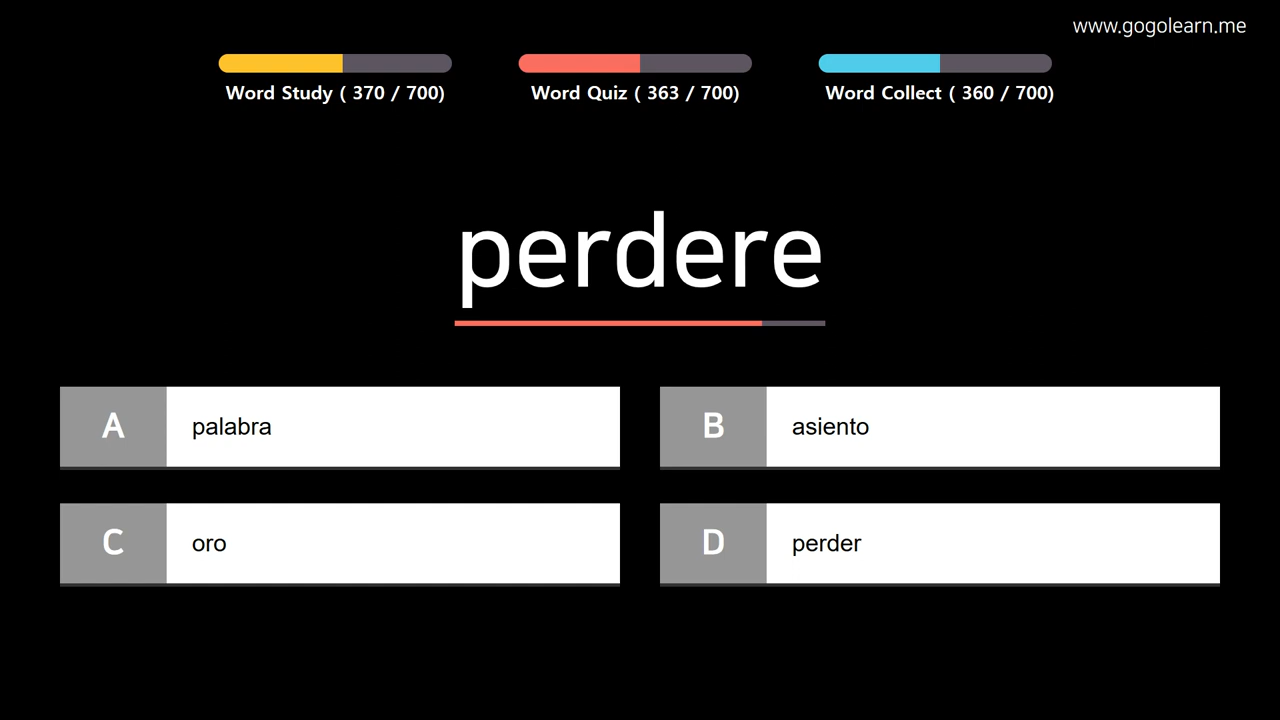 www.gogolearn.me
Word Study ( 370 / 700)
Word Quiz ( 363 / 700)
Word Collect ( 360 / 700)
perdere
A palabra
B asiento
C oro
D perder